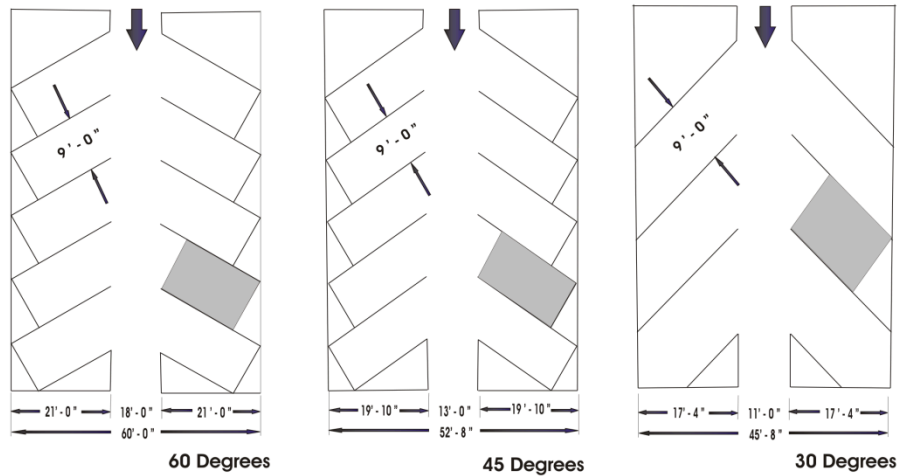 9'-0"
21'-0" 18'-0" 21'-0"
60'-0"
60 Degrees
9'-0"
19'-10" 13'-0" 19'-10"
52'-8"
45 Degrees
9'-0"
17'-4" 11'-0" 17'-4"
45'-8"
30 Degrees